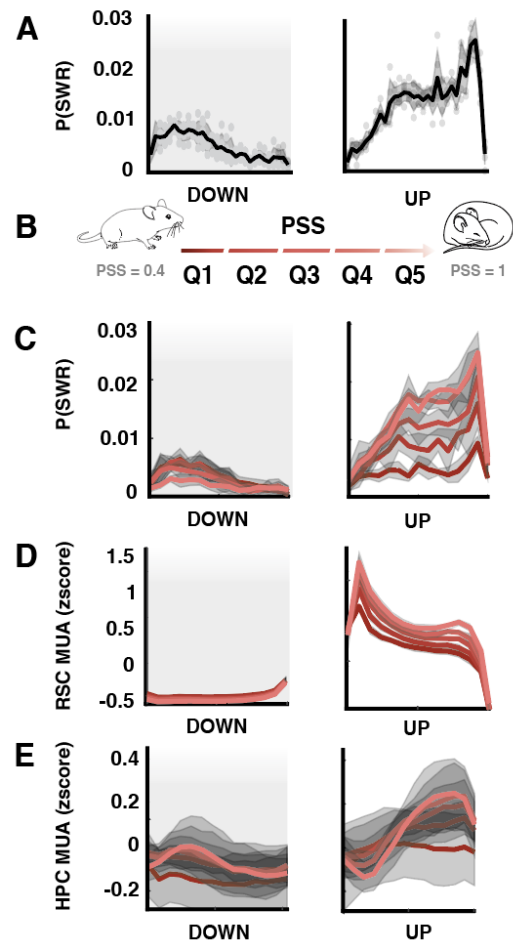 A
P(SWR)
0.03
0.02
0.01
0
DOWN
UP
B
PSS
PSS = 0.4
Q1 Q2 Q3 Q4 Q5
PSS = 1
C
P(SWR)
0.03
0.02
0.01
0
DOWN
UP
D
RSC MUA (zscore)
1.5
1
0.5
0
-0.5
DOWN
UP
E
HPC MUA (zscore)
0.4
0.2
0
-0.2
DOWN
UP